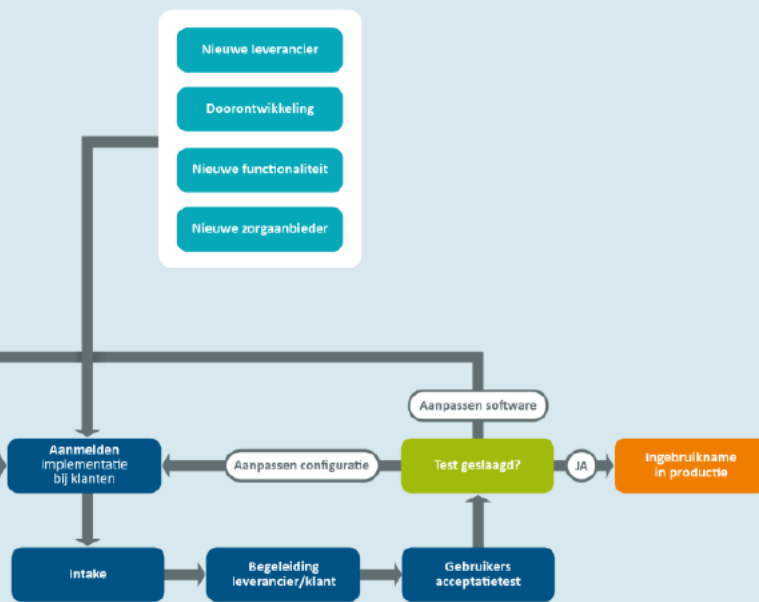 Nieuwe leverancier
Doorontwikkeling
Nieuwe functionaliteit
Nieuwe zorgaanbieder
Aanpassen software
Aanmelden
implementatie
bij klanten
Aanpassen configuratie
Test geslaagd?
JA
Ingebruikname
in productie
Intake
Begeleiding
leverancier/klant
Gebruikers
acceptatietest